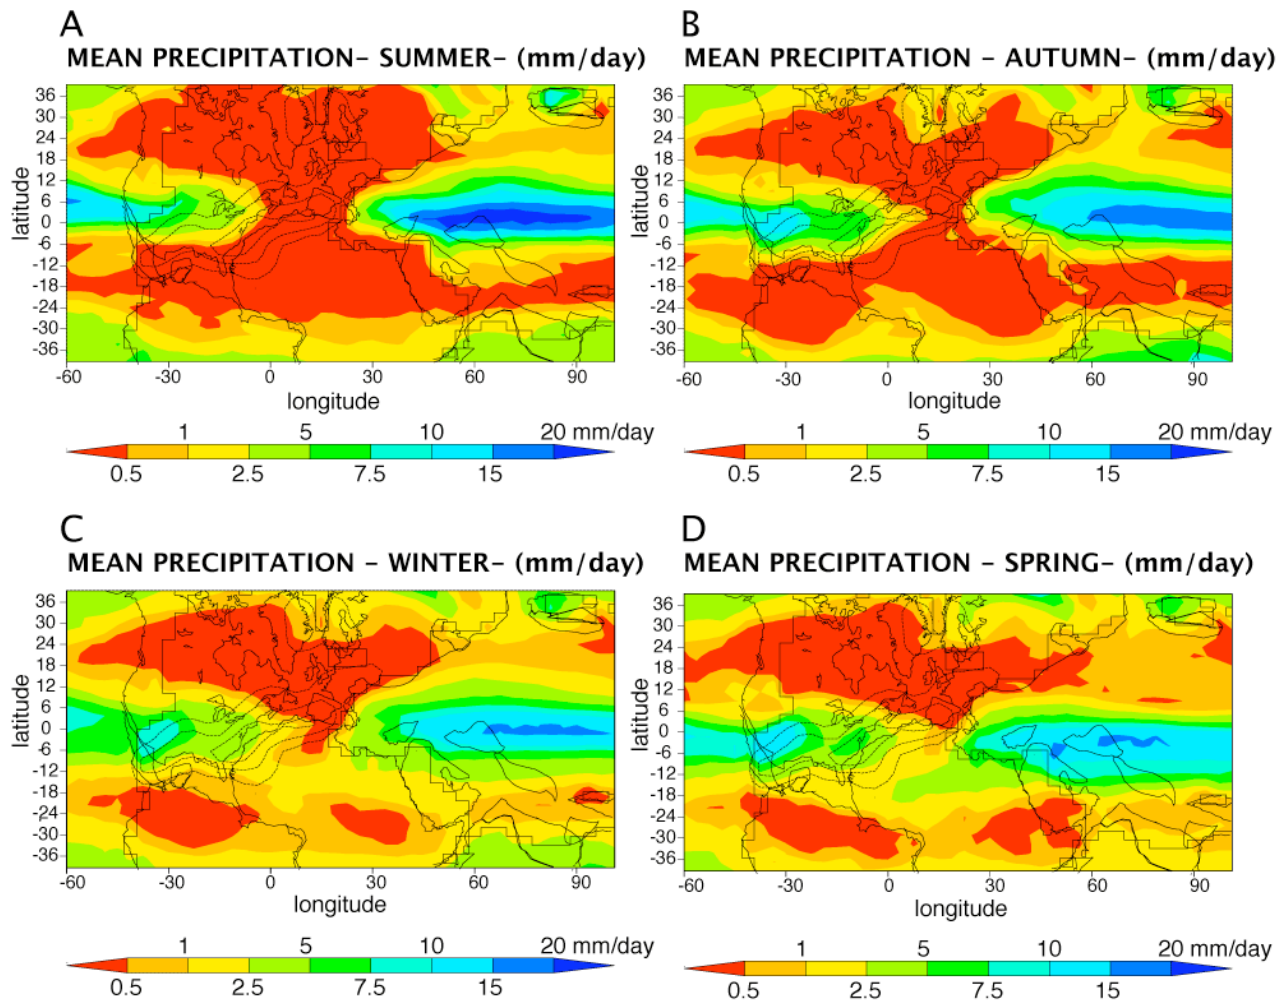 A
MEAN PRECIPITATION– SUMMER– (mm/day)
36
30
24
18
12
6
0
-6
-12
-18
-24
-30
-36
latitude
-60 -30 0 30 60 90
longitude
1 5 10 20 mm/day
0.5 2.5 7.5 15
B
MEAN PRECIPITATION – AUTUMN– (mm/day)
36
30
24
18
12
6
0
-6
-12
-18
-24
-30
-36
latitude
-60 -30 0 30 60 90
longitude
1 5 10 20 mm/day
0.5 2.5 7.5 15
C
MEAN PRECIPITATION – WINTER– (mm/day)
36
30
24
18
12
6
0
-6
-12
-18
-24
-30
-36
latitude
-60 -30 0 30 60 90
longitude
1 5 10 20 mm/day
0.5 2.5 7.5 15
D
MEAN PRECIPITATION – SPRING– (mm/day)
36
30
24
18
12
6
0
-6
-12
-18
-24
-30
-36
latitude
-60 -30 0 30 60 90
longitude
1 5 10 20 mm/day
0.5 2.5 7.5 15